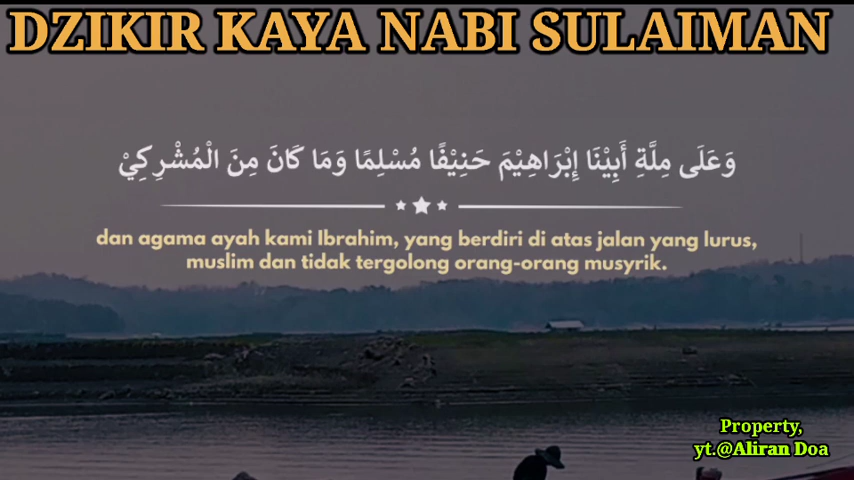 DZIKIR KAYA NABI SULAIMAN
وَعَلَى مِلَّةِ أَبِيْنَا إِبْرَاهِيْمَ حَنِيْفًا مُسْلِمًا وَمَا كَانَ مِنَ الْمُشْرِكِيْ
dan agama ayah kami Ibrahim, yang berdiri di atas jalan yang lurus,
muslim dan tidak tergolong orang-orang musyrik.
Property,
yt.@Aliran Doa